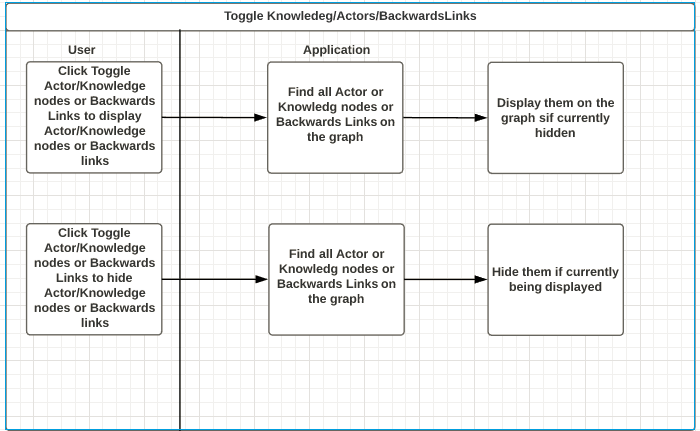 Toggle Knowledeg/Actors/BackwardsLinks
User
Application
Click Toggle
Actor/Knowledge
nodes or Backwards
Links to display
Actor/Knowledge
nodes or Backwards
links
Find all Actor or
Knowledg nodes or
Backwards Links on
the graph
Display them on the
graph sif currently
hidden
Click Toggle
Actor/Knowledge
nodes or Backwards
Links to hide
Actor/Knowledge
nodes or Backwards
links
Find all Actor or
Knowledg nodes or
Backwards Links on
the graph
Hide them if currently
being displayed